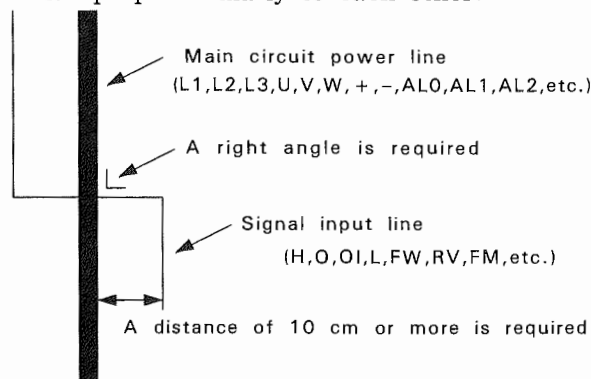 Main circuit power line
(L1,L2,L3,U,V,W,+,−,AL0,AL1,AL2,etc.)
A right angle is required
Signal input line
(H,O,OI,L,FW,RV,FM,etc.)
A distance of 10 cm or more is required